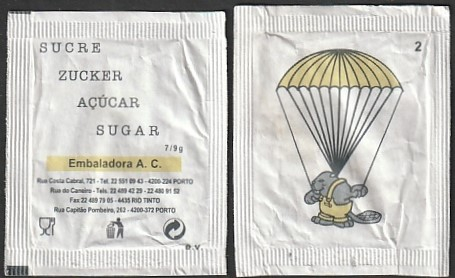 SUCRE
ZUCKER
AÇÚCAR
SUGAR
7/9g
Embaladora A. C.
Rua Costa Cabral, 721 - Tel. 22 551 89 43 - 4200-224 PORTO
Rua do Canseiro - Tels. 22 489 42 29 - 22 480 91 52
Fax 22 489 79 05 - 4435 RIO TINTO
Rua Capitão Pombeiro, 262 - 4200-372 PORTO
R.V.
2